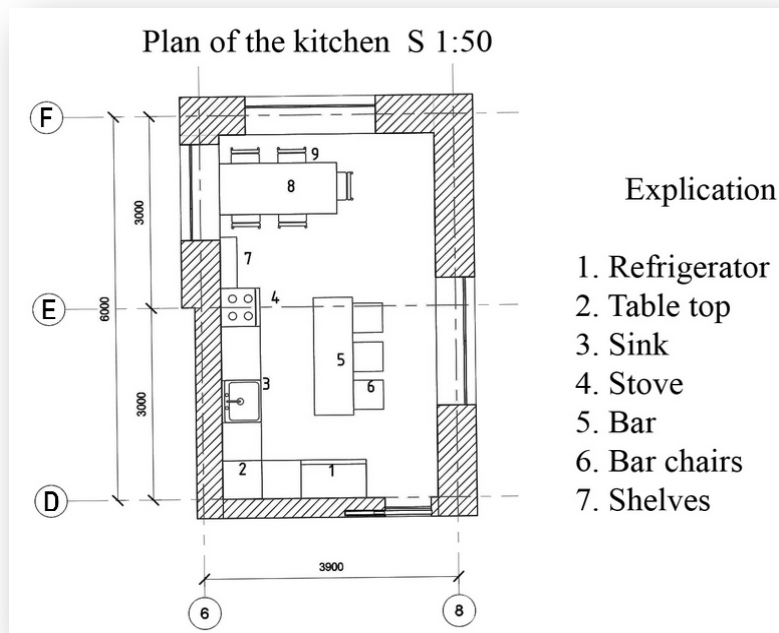 Plan of the kitchen S 1:50
F
9
8
3000
Explication
7
1. Refrigerator
4
E
6000
2. Table top
5
3. Sink
3
6
4. Stove
3000
5. Bar
6. Bar chairs
2
1
7. Shelves
D
3900
6
8